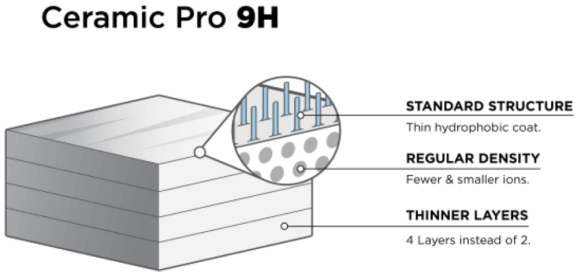 Ceramic Pro 9H
STANDARD STRUCTURE
Thin hydrophobic coat.
REGULAR DENSITY
Fewer & smaller ions.
THINNER LAYERS
4 Layers instead of 2.